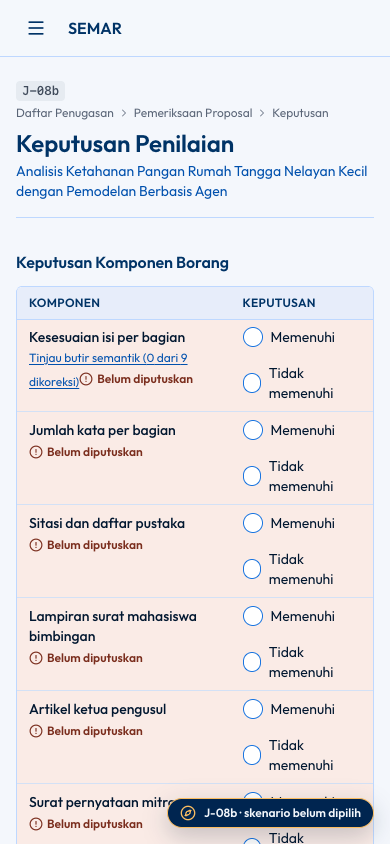 SEMAR
J-08b
Daftar Penugasan > Pemeriksaan Proposal > Keputusan
Keputusan Penilaian
Analisis Ketahanan Pangan Rumah Tangga Nelayan Kecil
dengan Pemodelan Berbasis Agen
Keputusan Komponen Borang
KOMPONEN KEPUTUSAN
Kesesuaian isi per bagian
Tinjau butir semantik (0 dari 9
dikoreksi) Belum diputuskan
Memenuhi
Tidak
memenuhi
Jumlah kata per bagian
Belum diputuskan
Memenuhi
Tidak
memenuhi
Sitasi dan daftar pustaka
Belum diputuskan
Memenuhi
Tidak
memenuhi
Lampiran surat mahasiswa
bimbingan
Belum diputuskan
Memenuhi
Tidak
memenuhi
Artikel ketua pengusul
Belum diputuskan
Memenuhi
Tidak
memenuhi
Surat pernyataan
Belum diputuskan
Tidak
J-08b · skenario belum dipilih